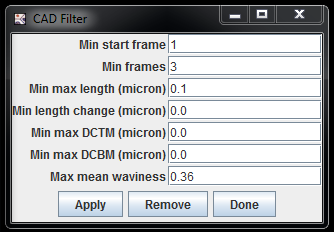 CAD Filter
Min start frame 1
Min frames 3
Min max length (micron) 0.1
Min length change (micron) 0.0
Min max DCTM (micron) 0.0
Min max DCBM (micron) 0.0
Max mean waviness 0.36
Apply Remove Done